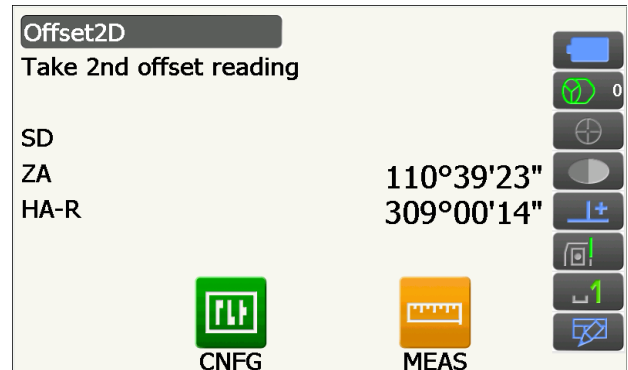 Offset2D
Take 2nd offset reading
0
SD
ZA 110°39'23"
HA-R 309°00'14"
1
CNFG MEAS